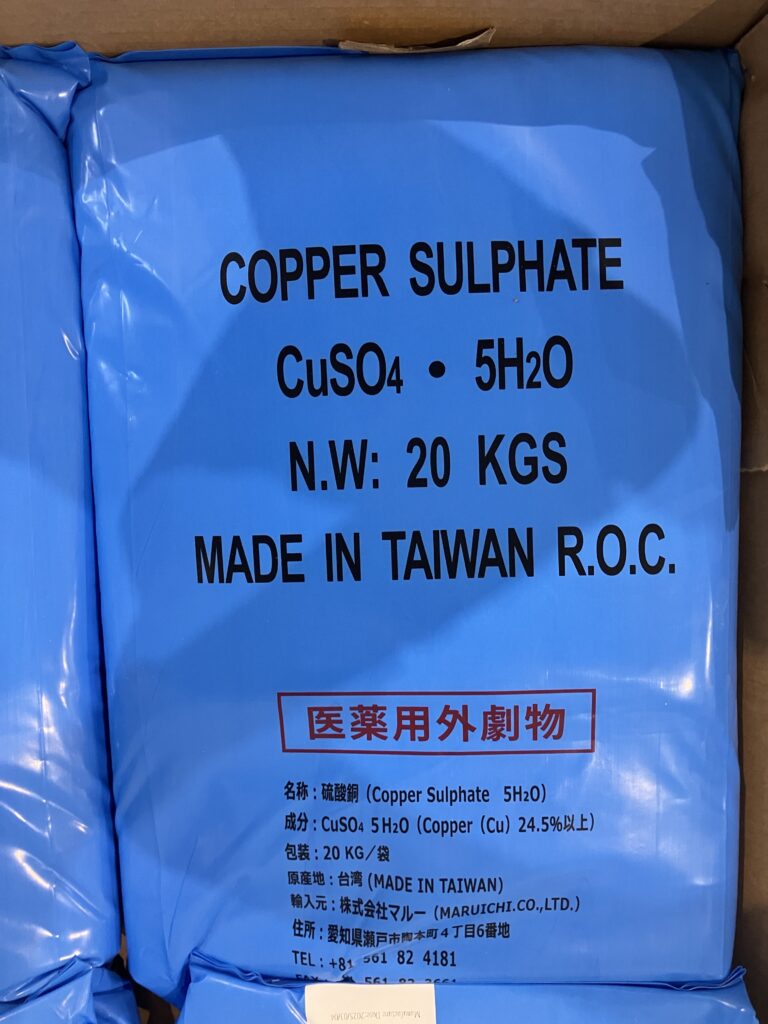 COPPER SULPHATE
CuSO₄ • 5H₂O
N.W: 20 KGS
MADE IN TAIWAN R.O.C.
医薬用外劇物
名称：硫酸銅（Copper Sulphate 5H₂O）
成分：CuSO₄ 5H₂O（Copper（Cu）24.5%以上）
包装：20 KG／袋
原産地：台湾（MADE IN TAIWAN）
輸入元：株式会社マルー（MARUICHI.CO.,LTD.）
住所：愛知県瀬戸市陶本町４丁目6番地
TEL：+81 561 82 4181
561 82
Manufacture Date: